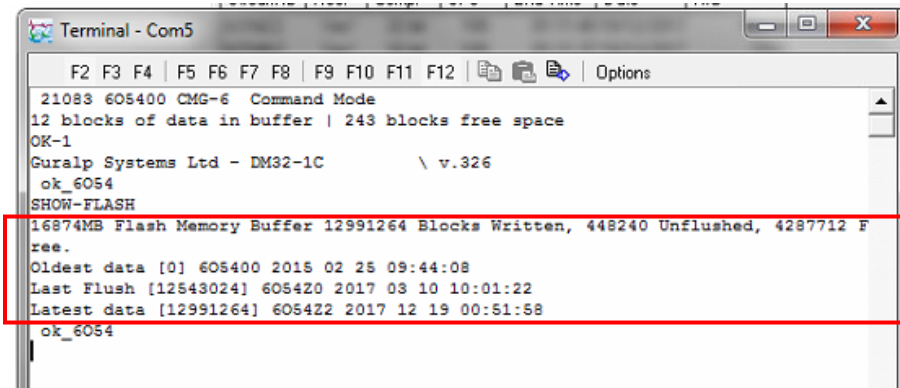 Terminal - Com5
F2 F3 F4 F5 F6 F7 F8 F9 F10 F11 F12 Options
21083 6O5400 CMG-6 Command Mode
12 blocks of data in buffer | 243 blocks free space
OK-1
Guralp Systems Ltd - DM32-1C \ v.326
ok_6O54
SHOW-FLASH
16874MB Flash Memory Buffer 12991264 Blocks Written, 448240 Unflushed, 4287712 F
ree.
Oldest data [0] 6O5400 2015 02 25 09:44:08
Last Flush [12543024] 6O54Z0 2017 03 10 10:01:22
Latest data [12991264] 6O54Z2 2017 12 19 00:51:58
ok_6O54